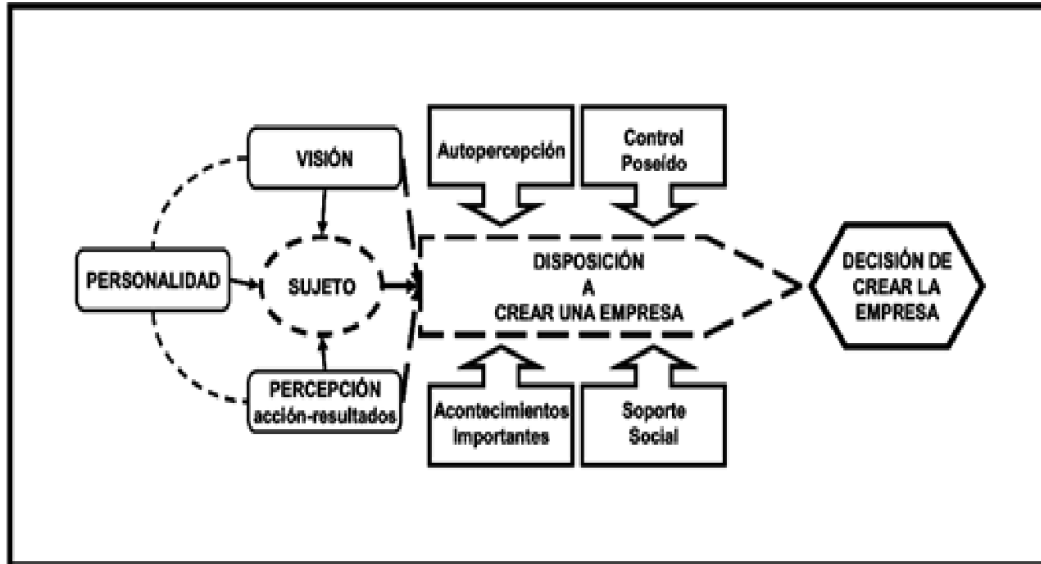 VISIÓN
PERSONALIDAD
SUJETO
PERCEPCIÓN
acción-resultados
Autopercepción
Control
Poseído
DISPOSICIÓN
A
CREAR UNA EMPRESA
Acontecimientos
Importantes
Soporte
Social
DECISIÓN DE
CREAR LA
EMPRESA